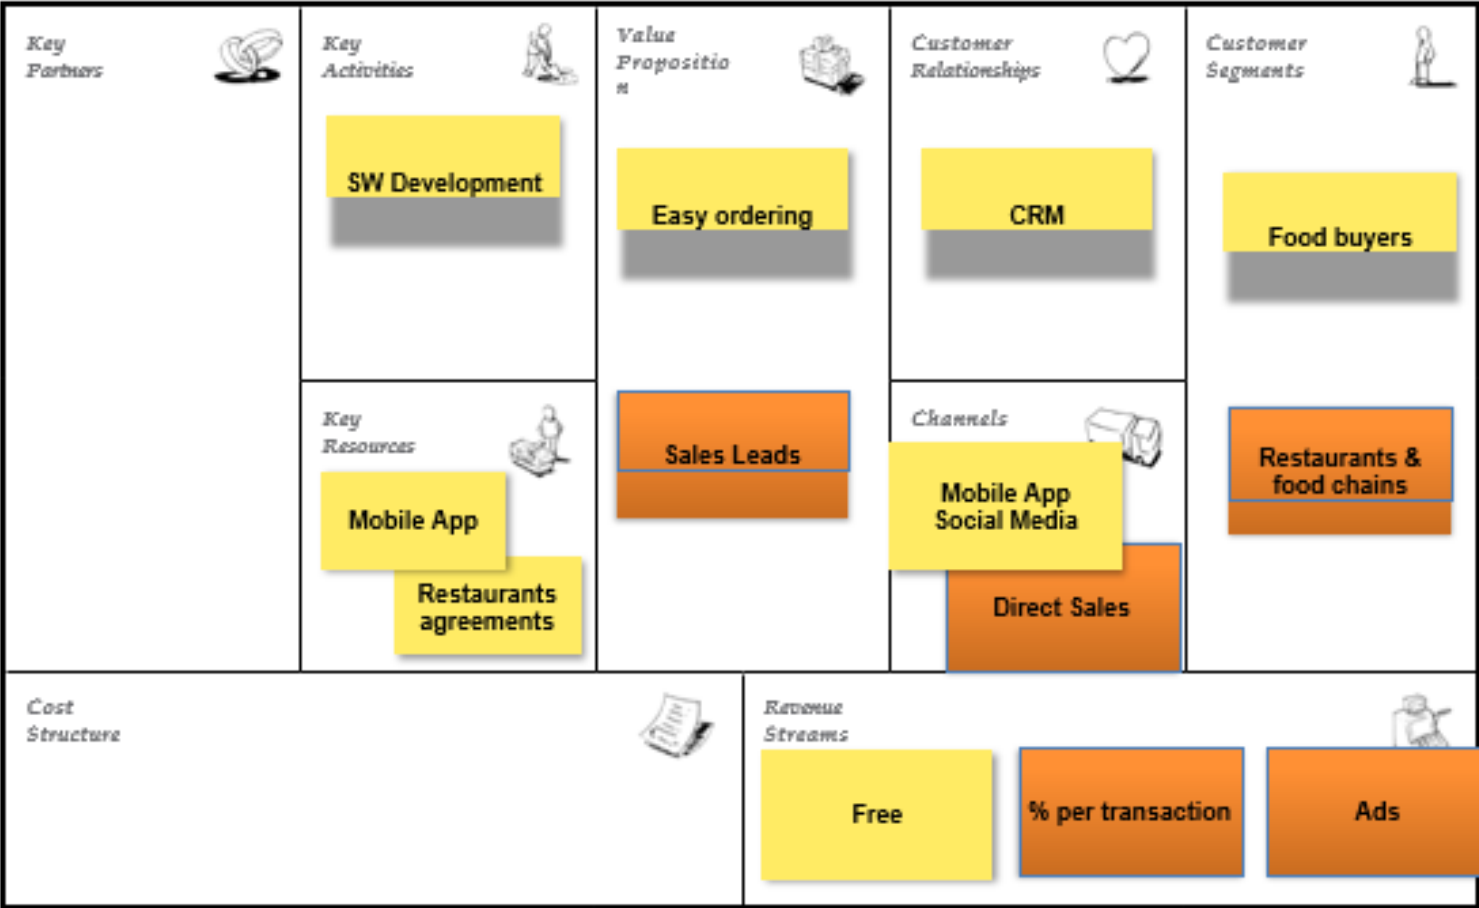 Key
Partners
Key
Activities
SW Development
Key
Resources
Mobile App
Restaurants
agreements
Value
Propositio
n
Easy ordering
Sales Leads
Customer
Relationships
CRM
Channels
Mobile App
Social Media
Direct Sales
Customer
Segments
Food buyers
Restaurants &
food chains
Cost
Structure
Revenue
Streams
Free
% per transaction
Ads